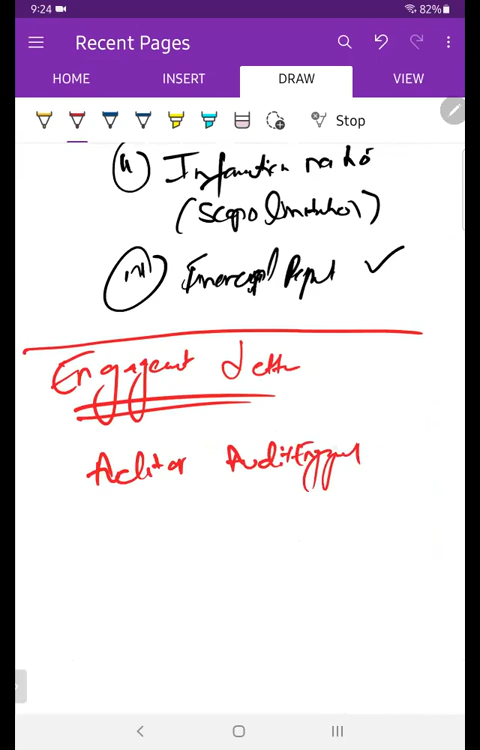 9:24
82%
Recent Pages
HOME INSERT DRAW VIEW
Stop
(ii) Information
(Scope limitation)
(iii) Report ✓
Engagement letter
Auditor Audit Engagement